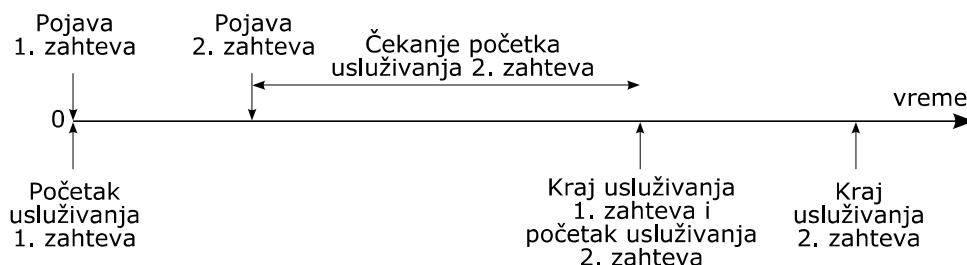 Pojava
1. zahteva
Pojava
2. zahteva
Čekanje početka
usluživanja 2. zahteva
vreme
0
Početak
usluživanja
1. zahteva
Kraj usluživanja
1. zahteva i
početak usluživanja
2. zahteva
Kraj
usluživanja
2. zahteva